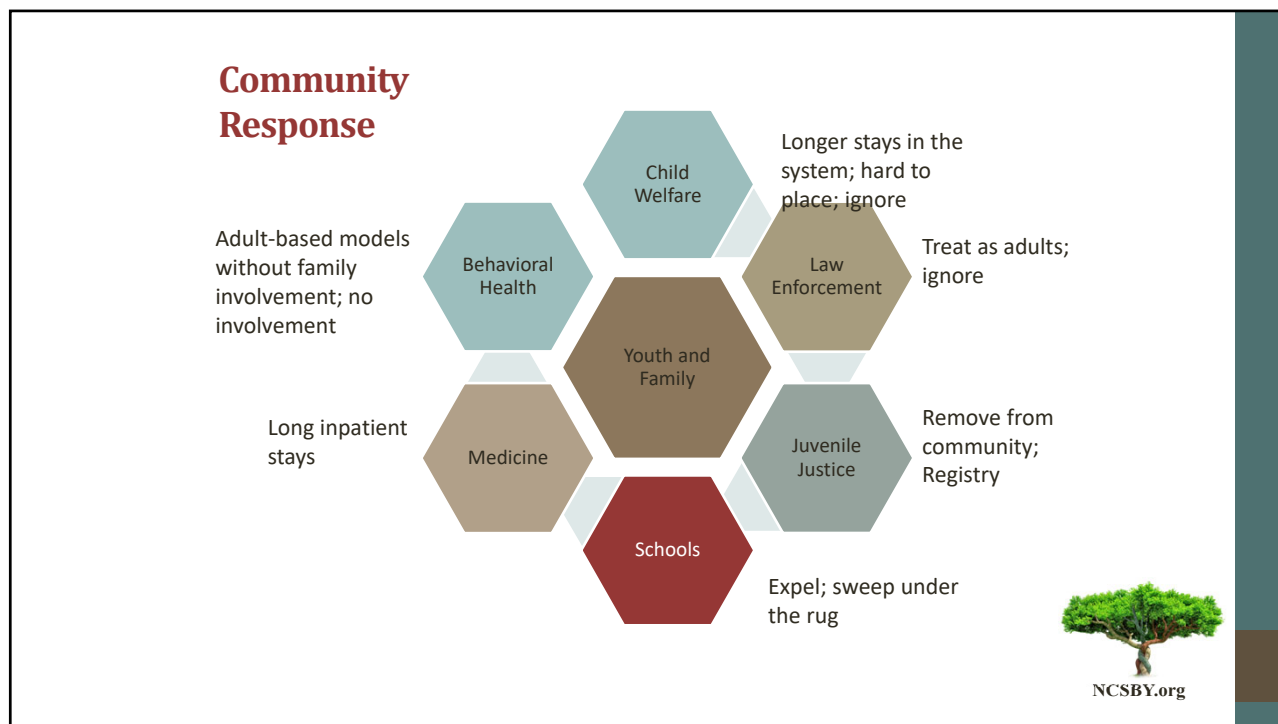 Community
Response
Child
Welfare
Longer stays in the
system; hard to
place; ignore
Law
Enforcement
Treat as adults;
ignore
Juvenile
Justice
Remove from
community;
Registry
Schools
Expel; sweep under
the rug
Medicine
Long inpatient
stays
Behavioral
Health
Adult-based models
without family
involvement; no
involvement
Youth and
Family
NCSBY.org